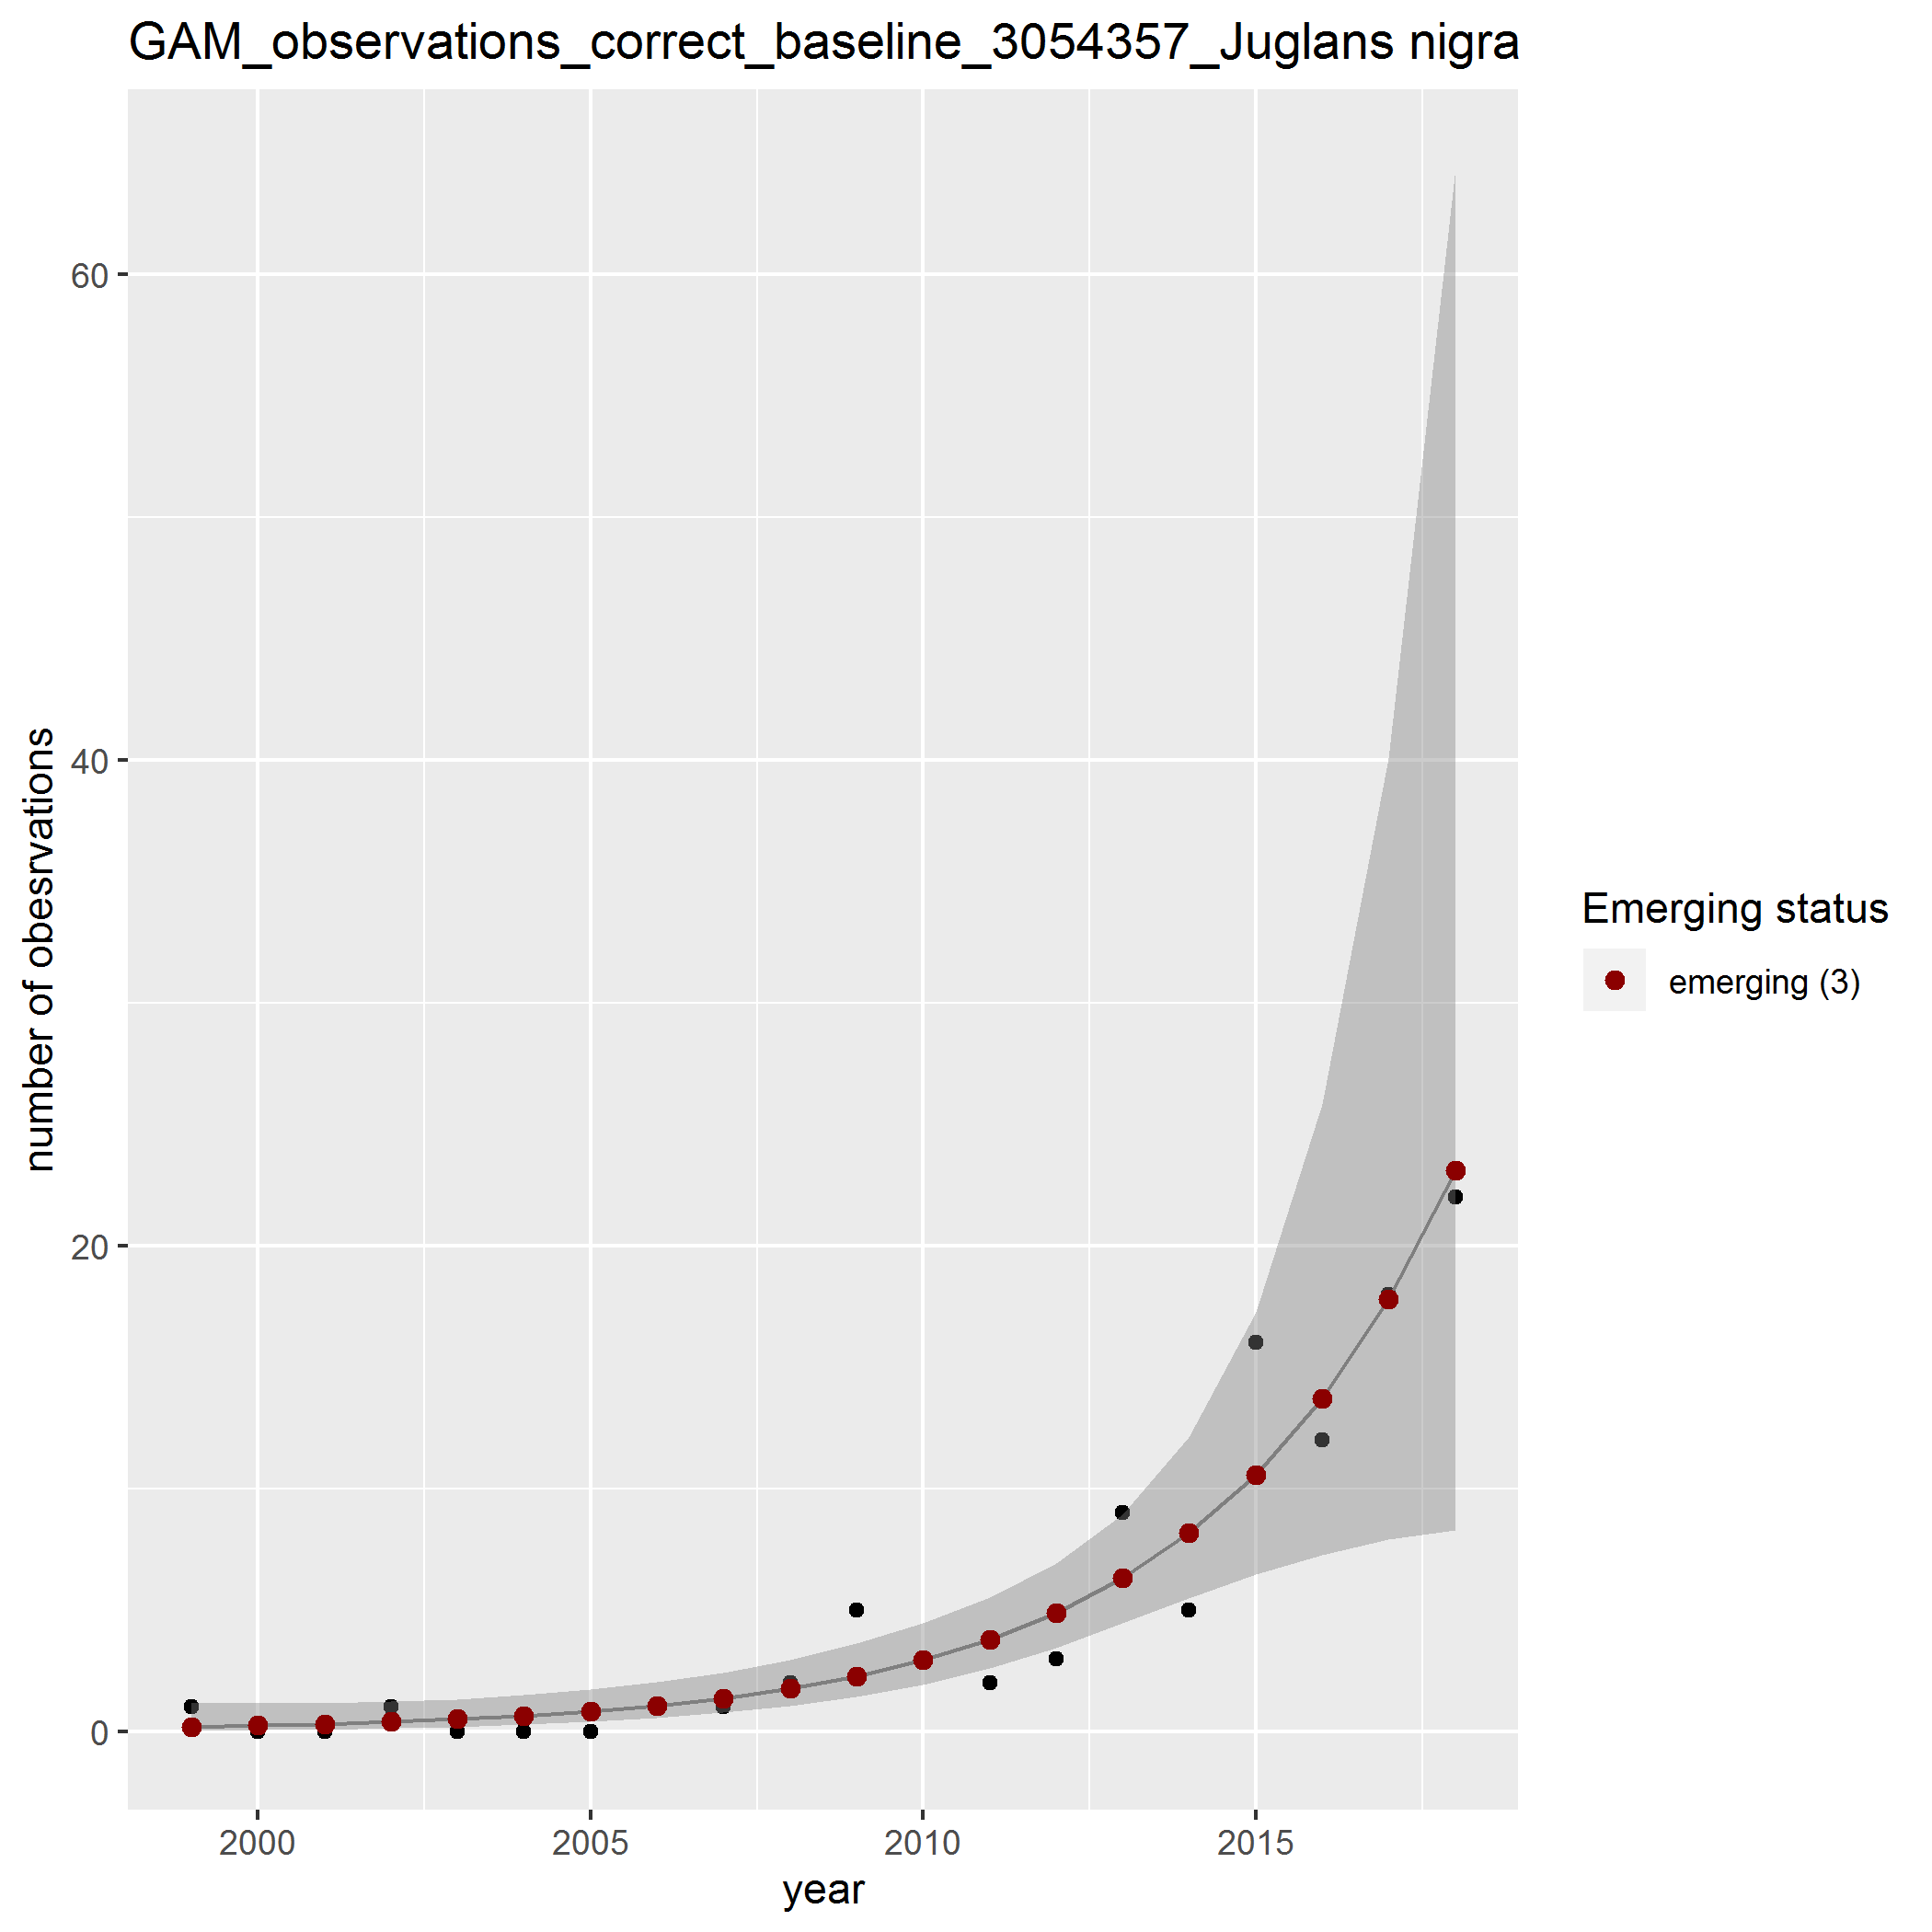 GAM_observations_correct_baseline_3054357_Juglans nigra
60
40
20
0
number of obesrvations
2000
2005
2010
2015
year
Emerging status
emerging (3)